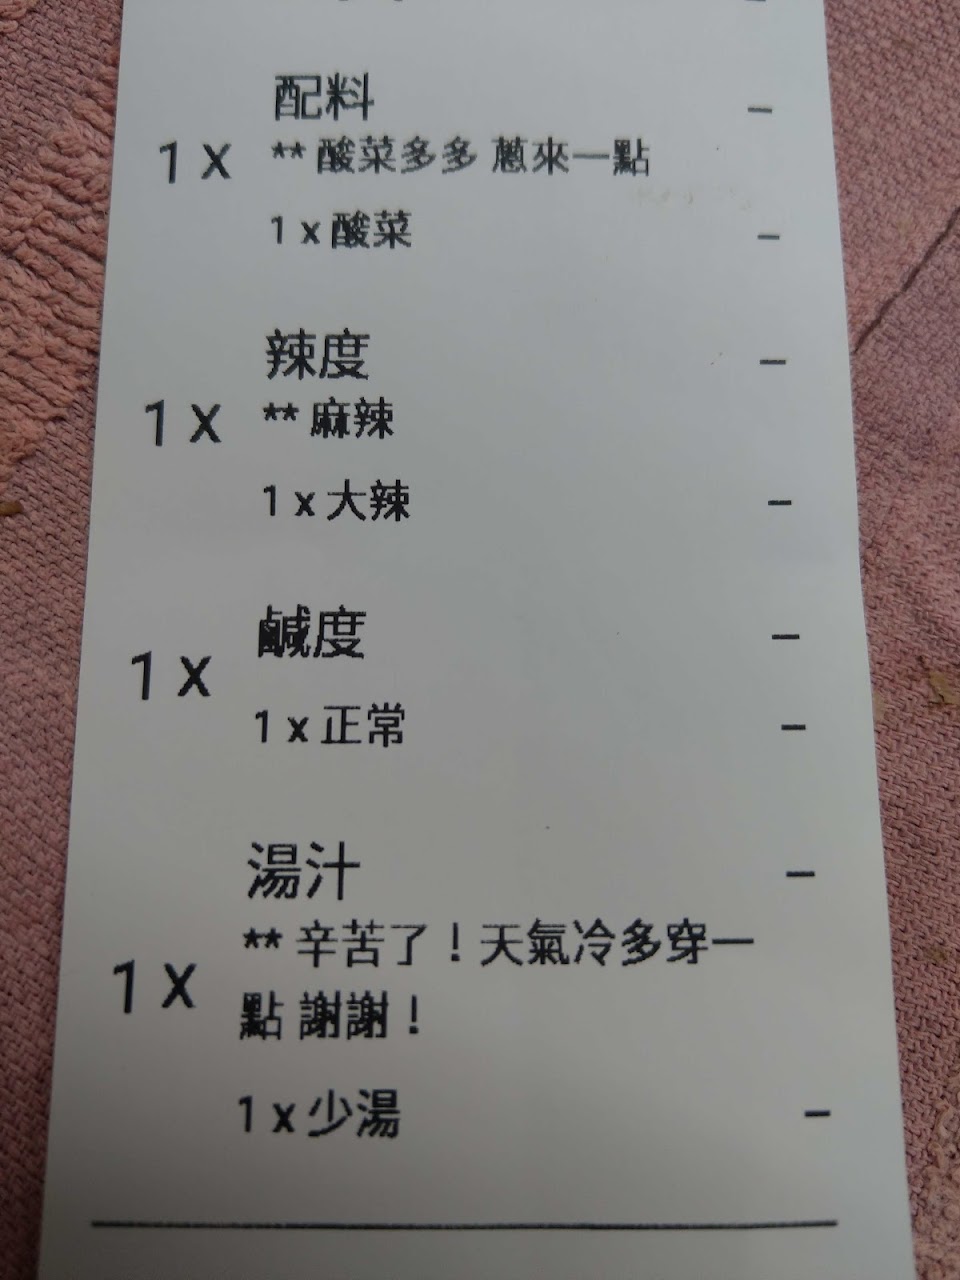 配料 –
1 X ** 酸菜多多 蔥來一點
1 x 酸菜 –
辣度 –
1 X ** 麻辣
1 x 大辣 –
鹹度 –
1 X
1 x 正常 –
湯汁 –
** 辛苦了！天氣冷多穿一
1 X
點 謝謝！
1 x 少湯 –